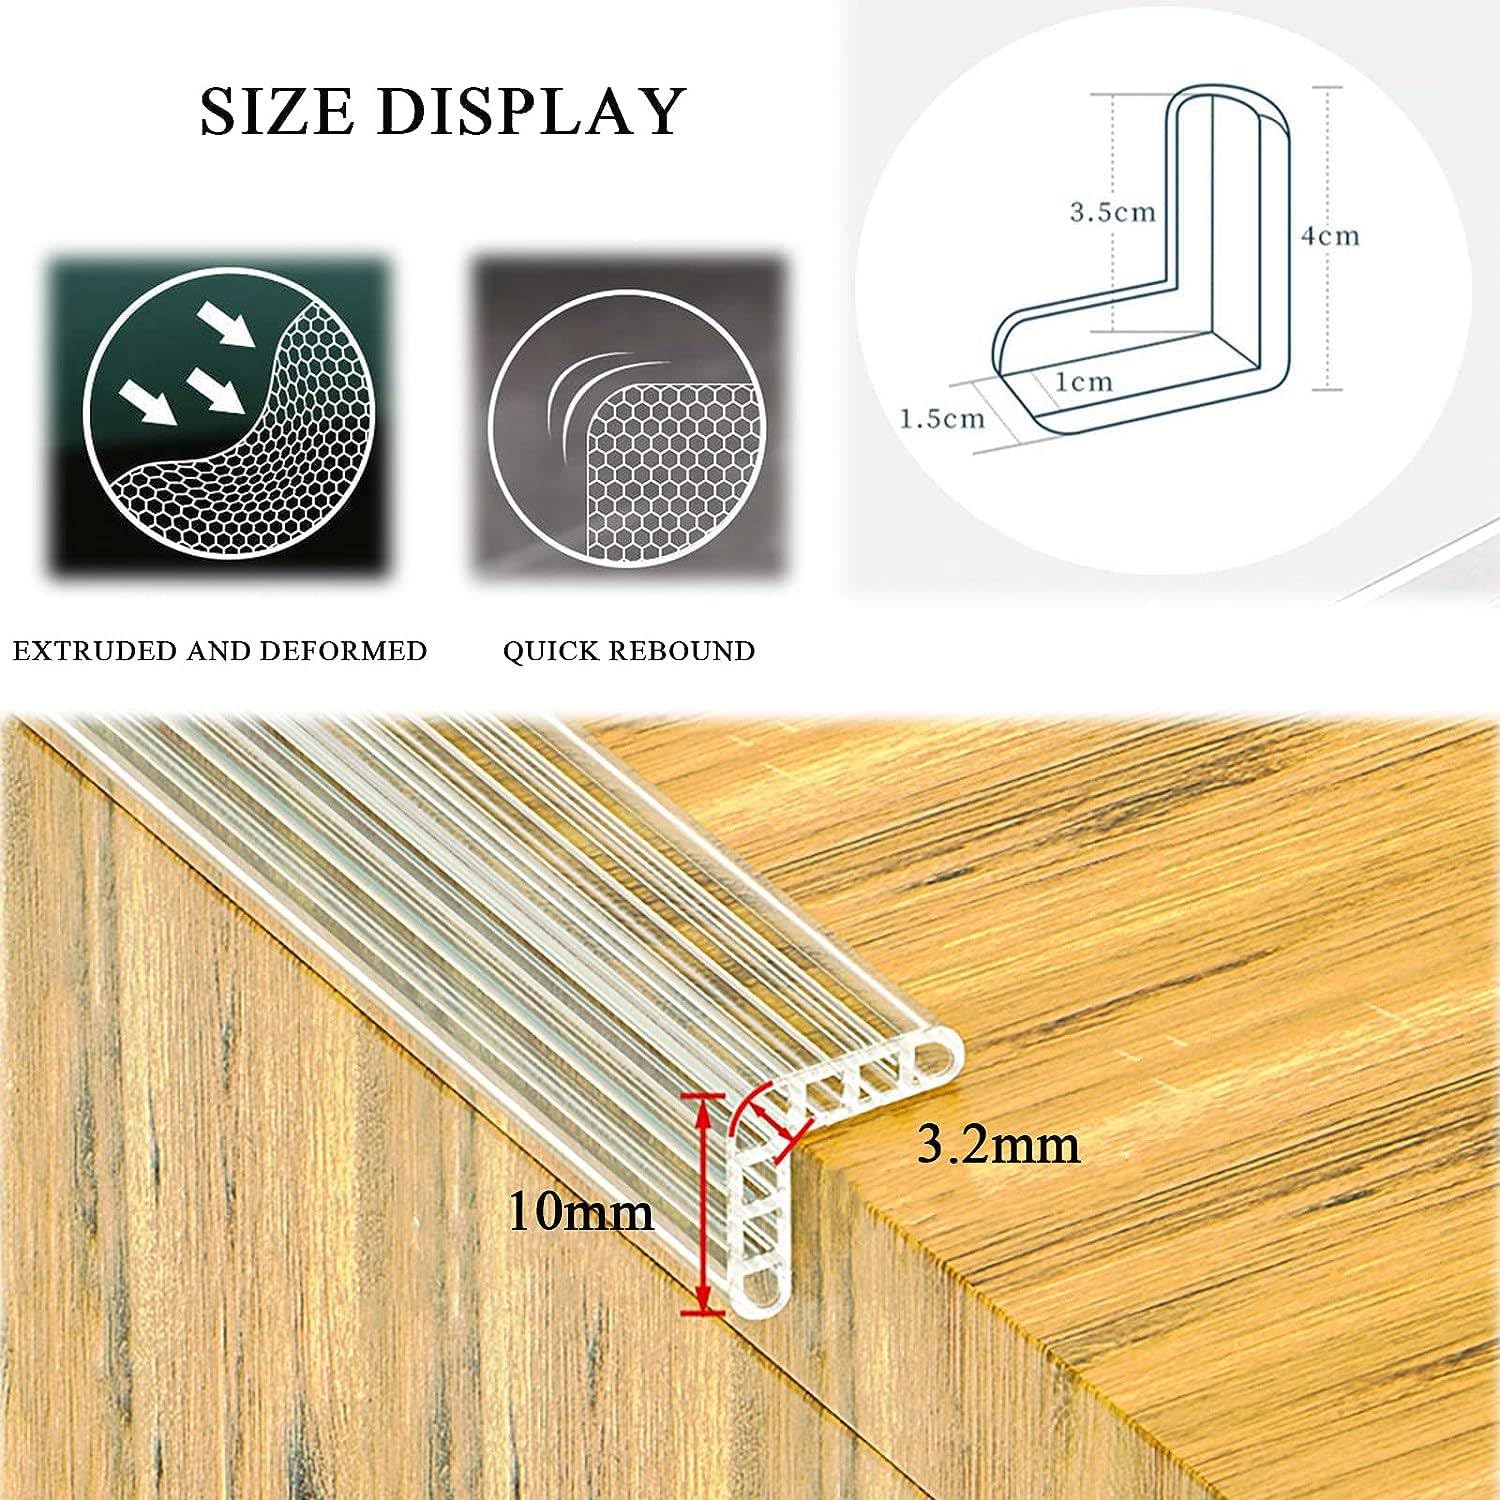 SIZE DISPLAY
3.5cm
4cm
1cm
1.5cm
EXTRUDED AND DEFORMED
QUICK REBOUND
3.2mm
10mm